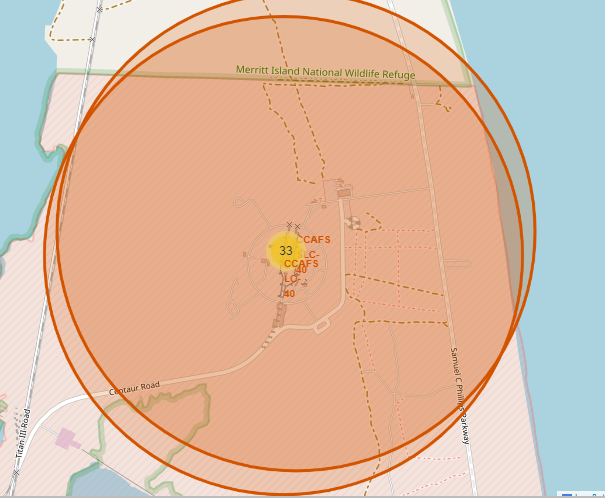 Merritt Island National Wildlife Refuge
CCAFS
33
LC-
CCAFS
40
LC-
40
Centaur Road
Samuel C Phillips Parkway
Titan III Road